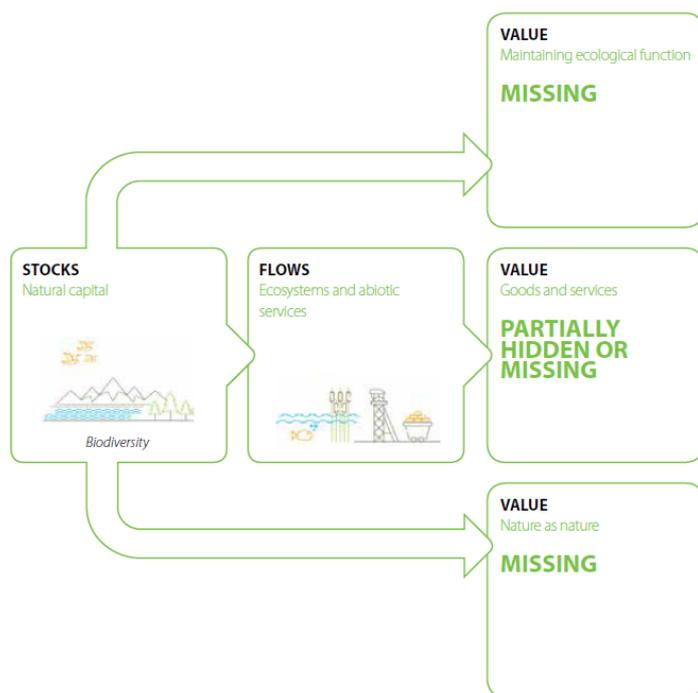 VALUE
Maintaining ecological function
MISSING
STOCKS
Natural capital
Biodiversity
FLOWS
Ecosystems and abiotic
services
VALUE
Goods and services
PARTIALLY
HIDDEN OR
MISSING
VALUE
Nature as nature
MISSING